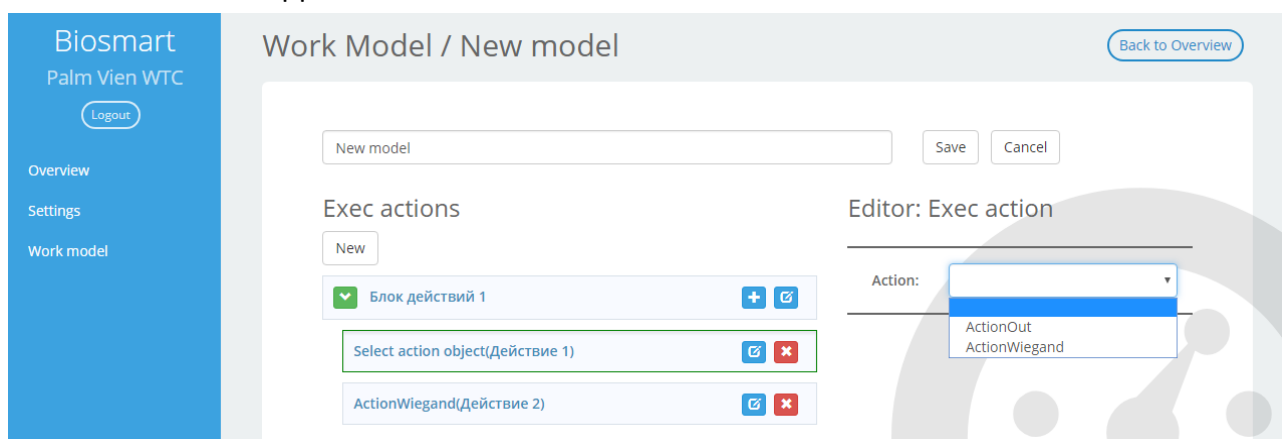 Biosmart
Palm Vien WTC
Logout
Overview
Settings
Work model
Work Model / New model
Back to Overview
New model
Save
Cancel
Exec actions
New
Блок действий 1
Select action object(Действие 1)
ActionWiegand(Действие 2)
Editor: Exec action
Action:
ActionOut
ActionWiegand